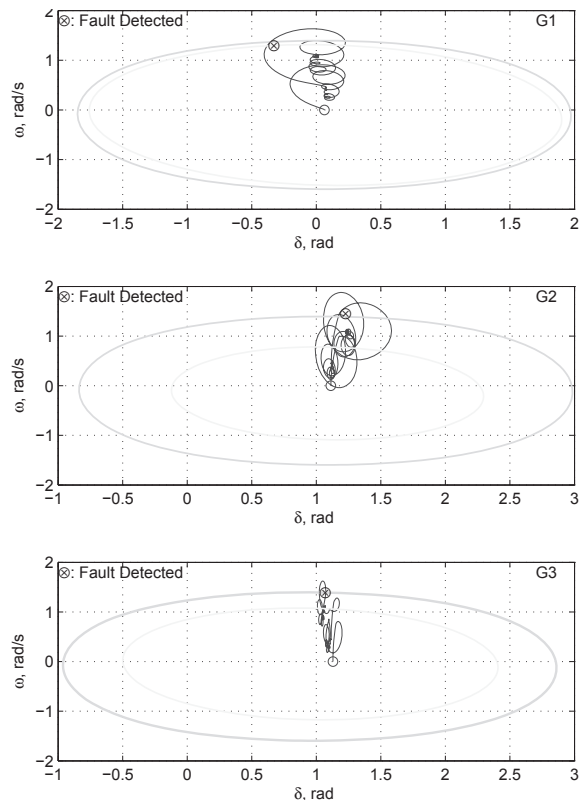 ⊗: Fault Detected G1
2
1
0
−1
−2
ω, rad/s
−2 −1.5 −1 −0.5 0 0.5 1 1.5 2
δ, rad
⊗: Fault Detected G2
2
1
0
−1
−2
ω, rad/s
−1 −0.5 0 0.5 1 1.5 2 2.5 3
δ, rad
⊗: Fault Detected G3
2
1
0
−1
−2
ω, rad/s
−1 −0.5 0 0.5 1 1.5 2 2.5 3
δ, rad